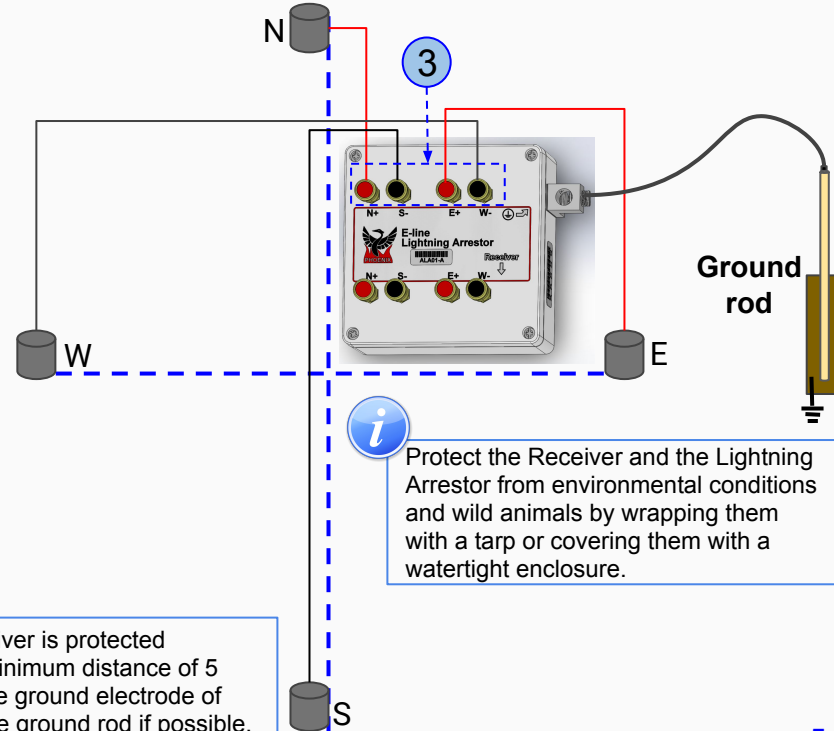 N
3
N+ S- E+ W-
E-line
Lightning Arrestor
PHOENIX
ALA01-A
Receiver
N+ S- E+ W-
Ground
rod
W
E
i
Protect the Receiver and the Lightning
Arrestor from environmental conditions
and wild animals by wrapping them
with a tarp or covering them with a
watertight enclosure.
ver is protected
inimum distance of 5
e ground electrode of
e ground rod if possible.
S